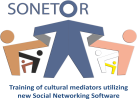 SONETOR
Training of cultural mediators utilizing
new Social Networking Software